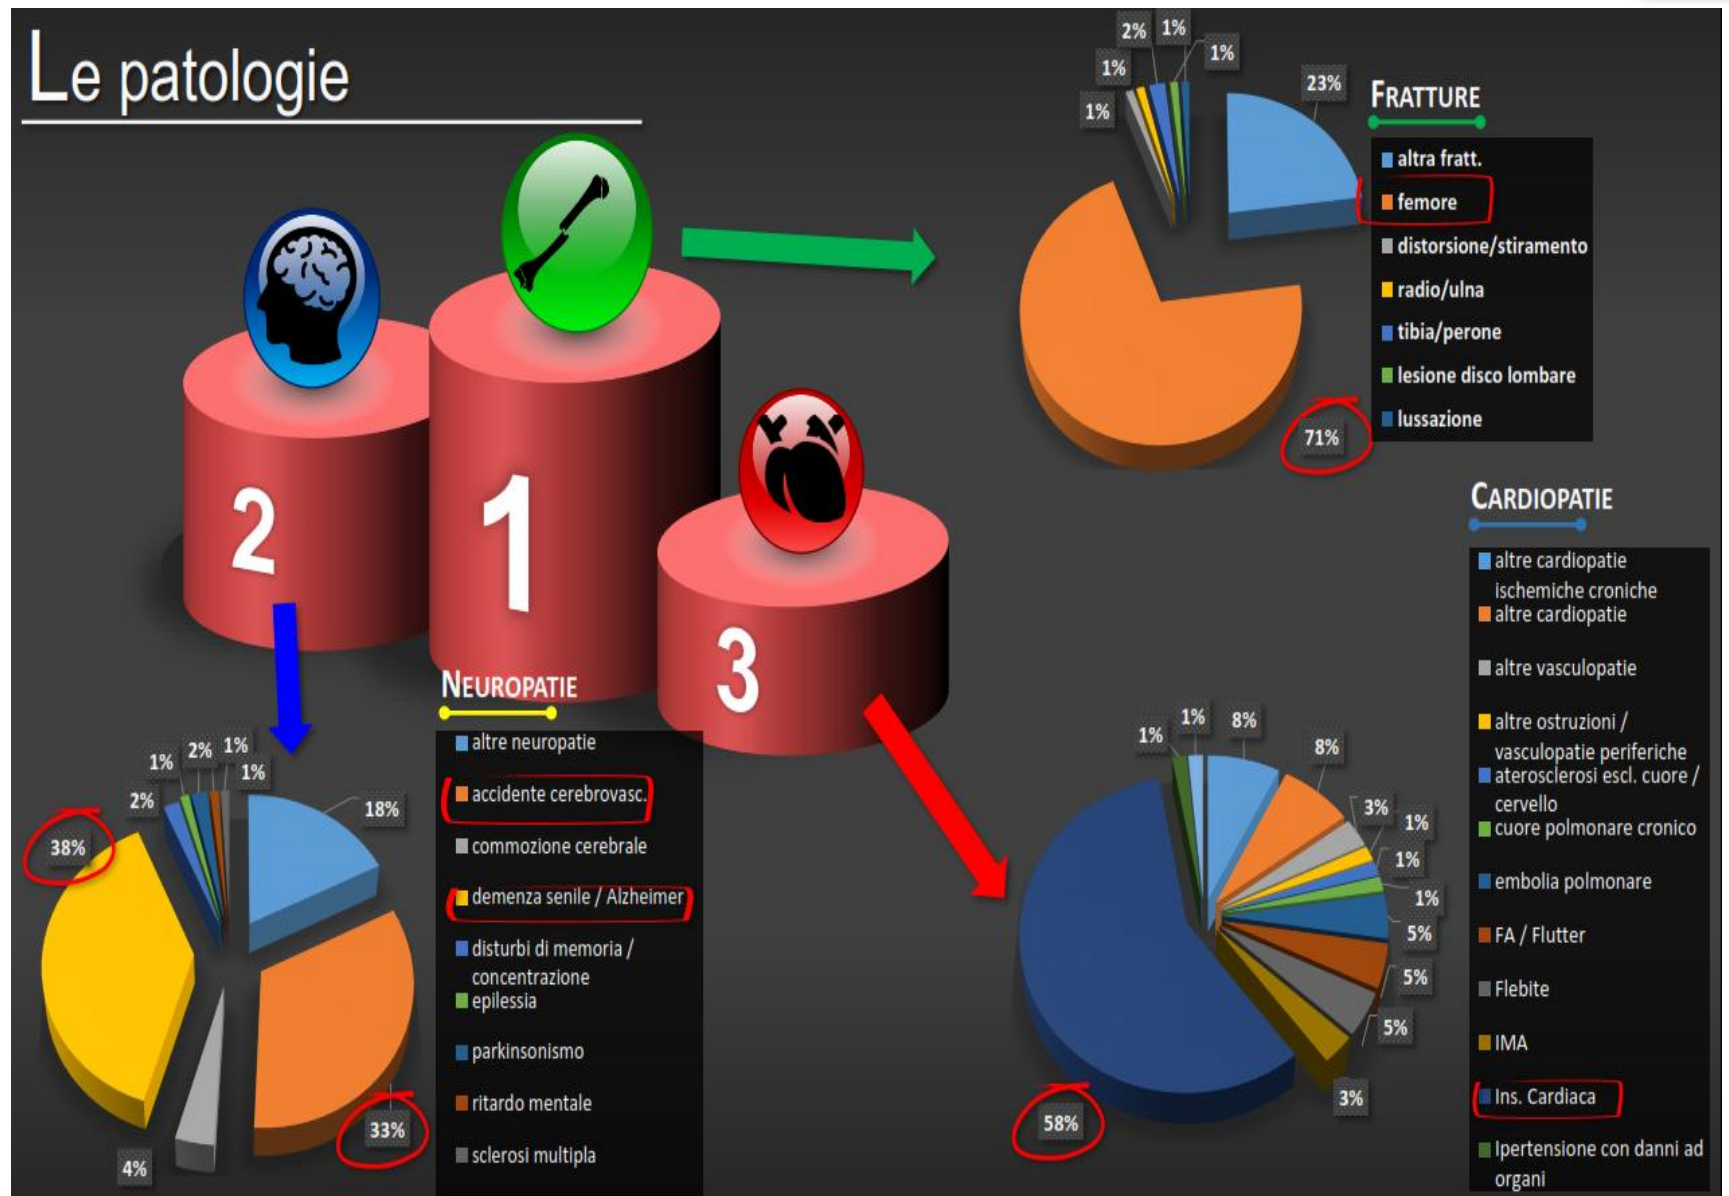 Le patologie
2
1
3
1%
1%
2%
1%
1%
23%
71%
FRATTURE
altra fratt.
femore
distorsione/stiramento
radio/ulna
tibia/perone
lesione disco lombare
lussazione
NEUROPATIE
altre neuropatie
accidente cerebrovasc.
commozione cerebrale
demenza senile / Alzheimer
disturbi di memoria /
concentrazione
epilessia
parkinsonismo
ritardo mentale
sclerosi multipla
38%
2%
1%
2%
1%
1%
18%
33%
4%
CARDIOPATIE
altre cardiopatie
ischemiche croniche
altre cardiopatie
altre vasculopatie
altre ostruzioni /
vasculopatie periferiche
aterosclerosi escl. cuore /
cervello
cuore polmonare cronico
embolia polmonare
FA / Flutter
Flebite
IMA
Ins. Cardiaca
Ipertensione con danni ad
organi
1%
1%
8%
8%
3%
1%
1%
1%
5%
5%
5%
3%
58%